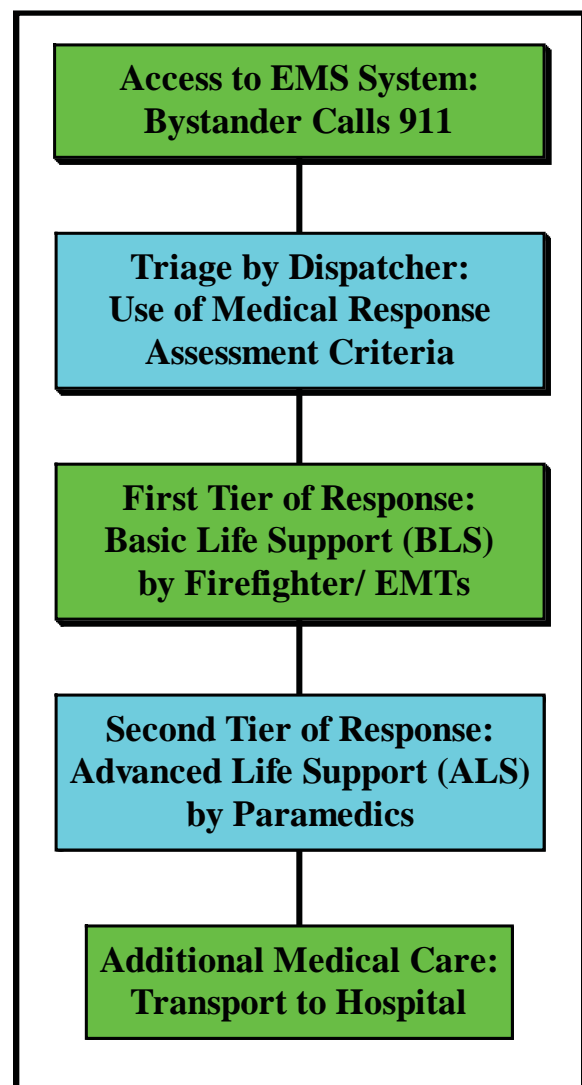 Access to EMS System:
Bystander Calls 911
Triage by Dispatcher:
Use of Medical Response
Assessment Criteria
First Tier of Response:
Basic Life Support (BLS)
by Firefighter/ EMTs
Second Tier of Response:
Advanced Life Support (ALS)
by Paramedics
Additional Medical Care:
Transport to Hospital